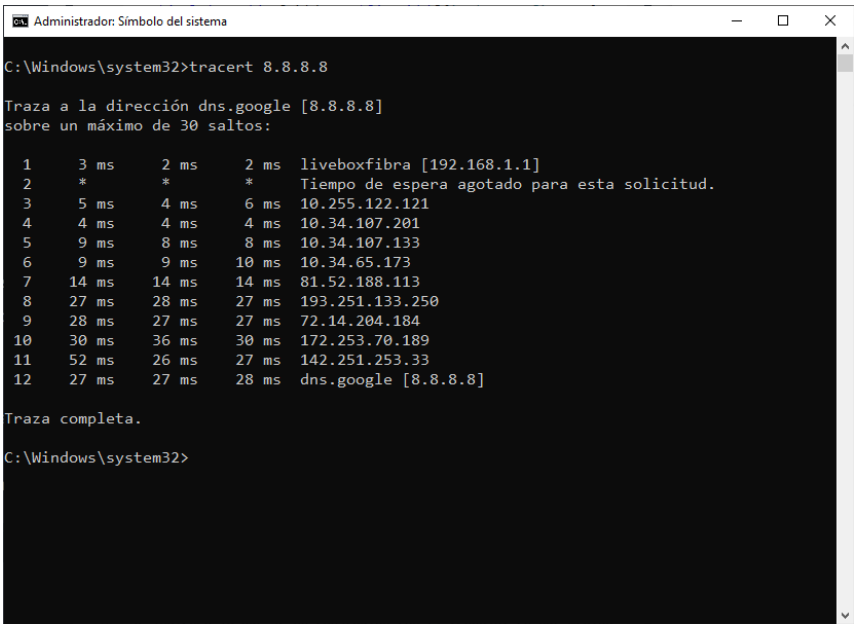 Administrador: Símbolo del sistema
C:\Windows\system32>tracert 8.8.8.8
Traza a la dirección dns.google [8.8.8.8]
sobre un máximo de 30 saltos:
1 3 ms 2 ms 2 ms liveboxfibra [192.168.1.1]
2 * * * Tiempo de espera agotado para esta solicitud.
3 5 ms 4 ms 6 ms 10.255.122.121
4 4 ms 4 ms 4 ms 10.34.107.201
5 9 ms 8 ms 8 ms 10.34.107.133
6 9 ms 9 ms 10 ms 10.34.65.173
7 14 ms 14 ms 14 ms 81.52.188.113
8 27 ms 28 ms 27 ms 193.251.133.250
9 28 ms 27 ms 27 ms 72.14.204.184
10 30 ms 36 ms 30 ms 172.253.70.189
11 52 ms 26 ms 27 ms 142.251.253.33
12 27 ms 27 ms 28 ms dns.google [8.8.8.8]
Traza completa.
C:\Windows\system32>